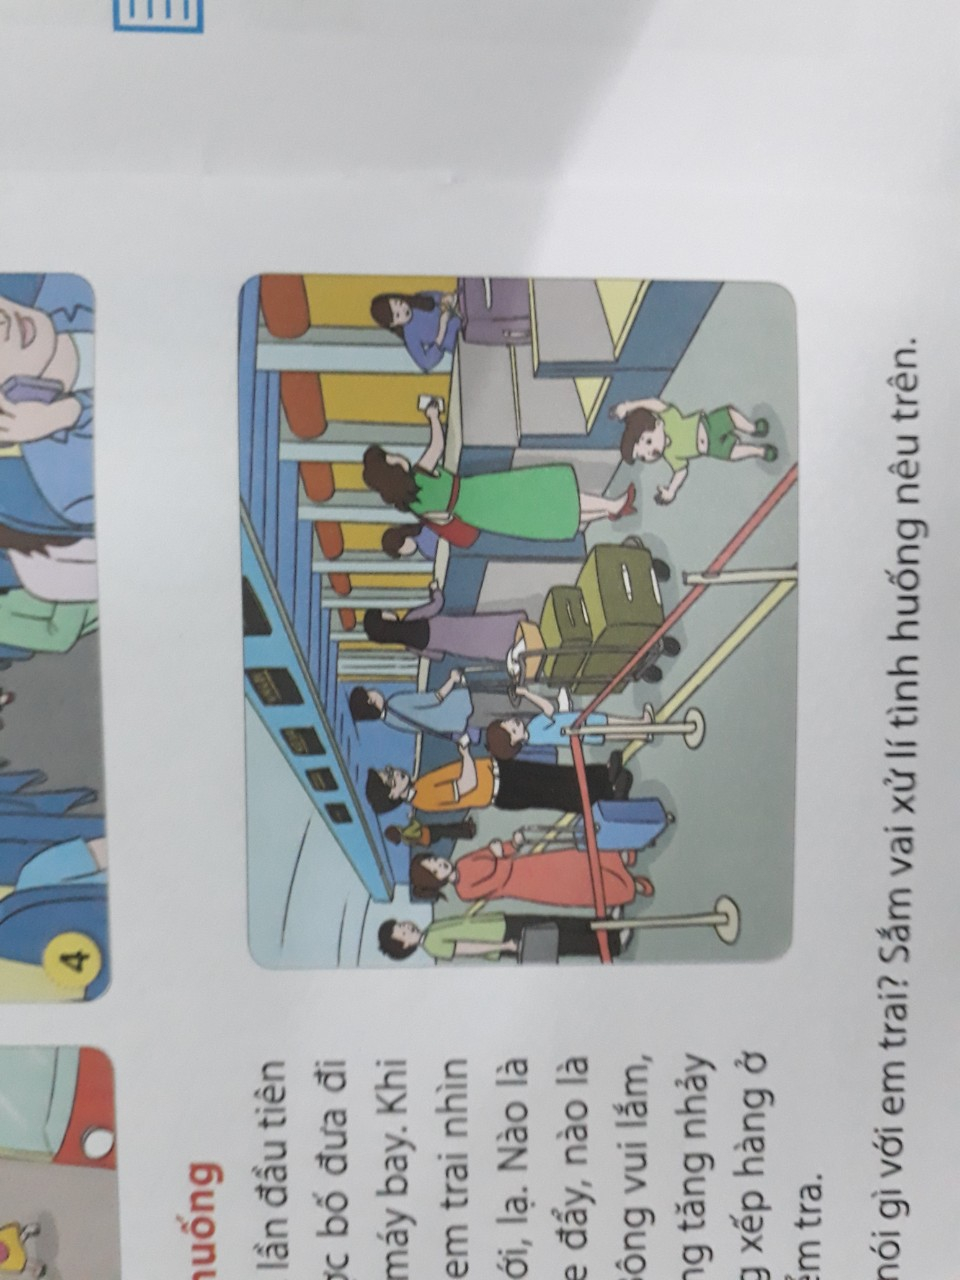 4
huống
lần đầu tiên
ợc bố đưa đi
máy bay. Khi
em trai nhìn
ới, lạ. Nào là
e đẩy, nào là
ông vui lắm,
ng tăng nhảy
g xếp hàng ở
ểm tra.
nói gì với em trai? Sắm vai xử lí tình huống nêu trên.